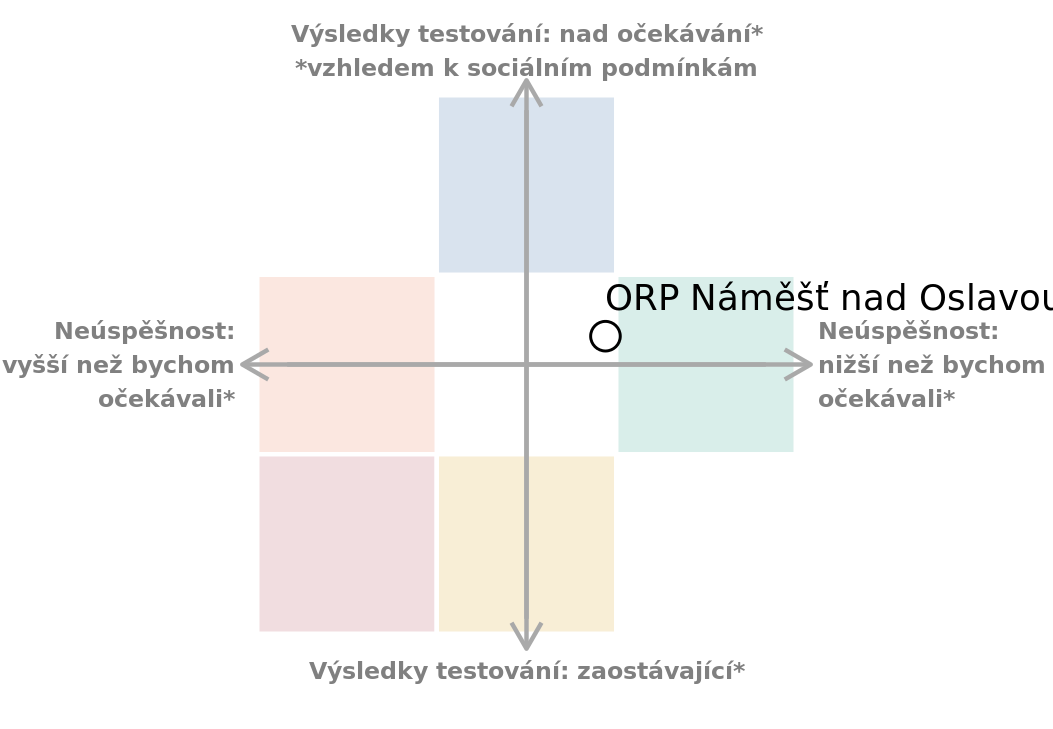 Výsledky testování: nad očekávání*
*vzhledem k sociálním podmínkám
ORP Náměšť nad Oslavou
Neúspěšnost:
vyšší než bychom
očekávali*
Neúspěšnost:
nižší než bychom
očekávali*
Výsledky testování: zaostávající*